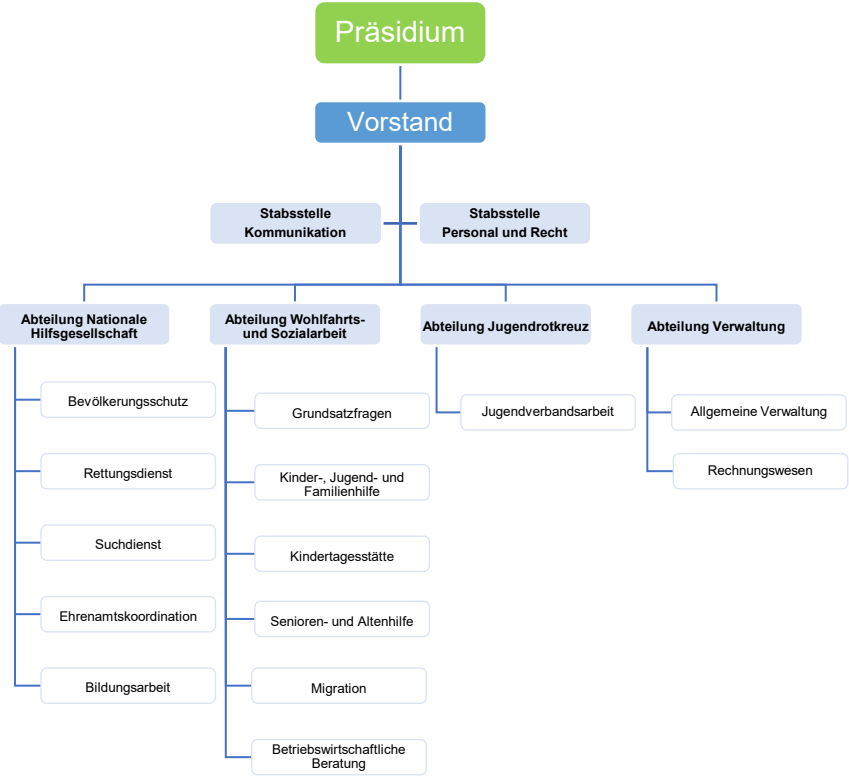 Präsidium
Vorstand
Stabsstelle
Kommunikation
Stabsstelle
Personal und Recht
Abteilung Nationale
Hilfsgesellschaft
Bevölkerungsschutz
Rettungsdienst
Suchdienst
Ehrenamtskoordination
Bildungsarbeit
Abteilung Wohlfahrts-
und Sozialarbeit
Grundsatzfragen
Kinder-, Jugend- und
Familienhilfe
Kindertagesstätte
Senioren- und Altenhilfe
Migration
Betriebswirtschaftliche
Beratung
Abteilung Jugendrotkreuz
Jugendverbandsarbeit
Abteilung Verwaltung
Allgemeine Verwaltung
Rechnungswesen